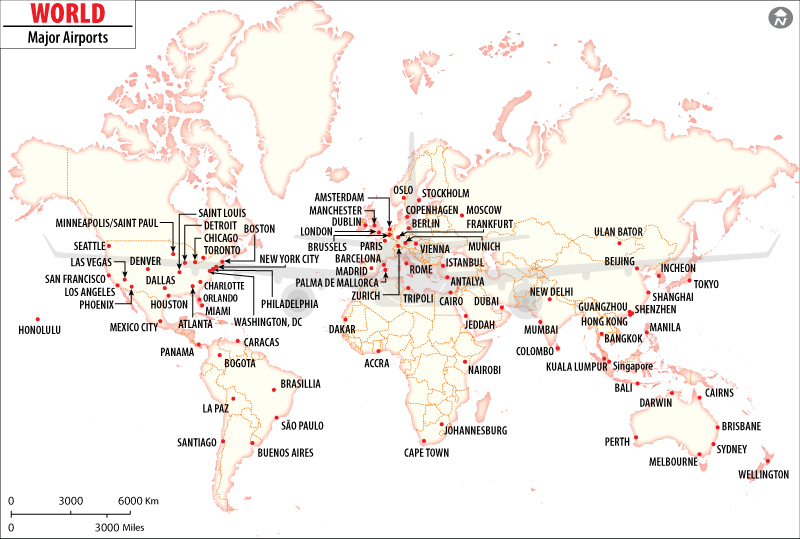 WORLD
Major Airports
N
OSLO
STOCKHOLM
AMSTERDAM
MANCHESTER
COPENHAGEN
MOSCOW
DUBLIN
BERLIN
FRANKFURT
LONDON
BRUSSELS
PARIS
VIENNA
MUNICH
MINNEAPOLIS/SAINT PAUL
SAINT LOUIS
DETROIT
BOSTON
CHICAGO
SEATTLE
TORONTO
LAS VEGAS
DENVER
NEW YORK CITY
SAN FRANCISCO
DALLAS
LOS ANGELES
CHARLOTTE
PHOENIX
HOUSTON
ORLANDO
PHILADELPHIA
MIAMI
ATLANTA
WASHINGTON, DC
HONOLULU
MEXICO CITY
PANAMA
CARACAS
BOGOTA
BRASILLIA
LA PAZ
SÃO PAULO
SANTIAGO
BUENOS AIRES
BARCELONA
MADRID
ROME
ISTANBUL
PALMA DE MALLORCA
ANTALYA
ZURICH
TRIPOLI
CAIRO
DUBAI
DAKAR
JEDDAH
ACCRA
NAIROBI
JOHANNESBURG
CAPE TOWN
ULAN BATOR
BEIJING
INCHEON
TOKYO
NEW DELHI
SHANGHAI
GUANGZHOU
SHENZHEN
HONG KONG
MUMBAI
MANILA
BANGKOK
COLOMBO
KUALA LUMPUR
Singapore
BALI
DARWIN
CAIRNS
PERTH
BRISBANE
SYDNEY
MELBOURNE
WELLINGTON
0 3000 6000 Km
0 3000 Miles